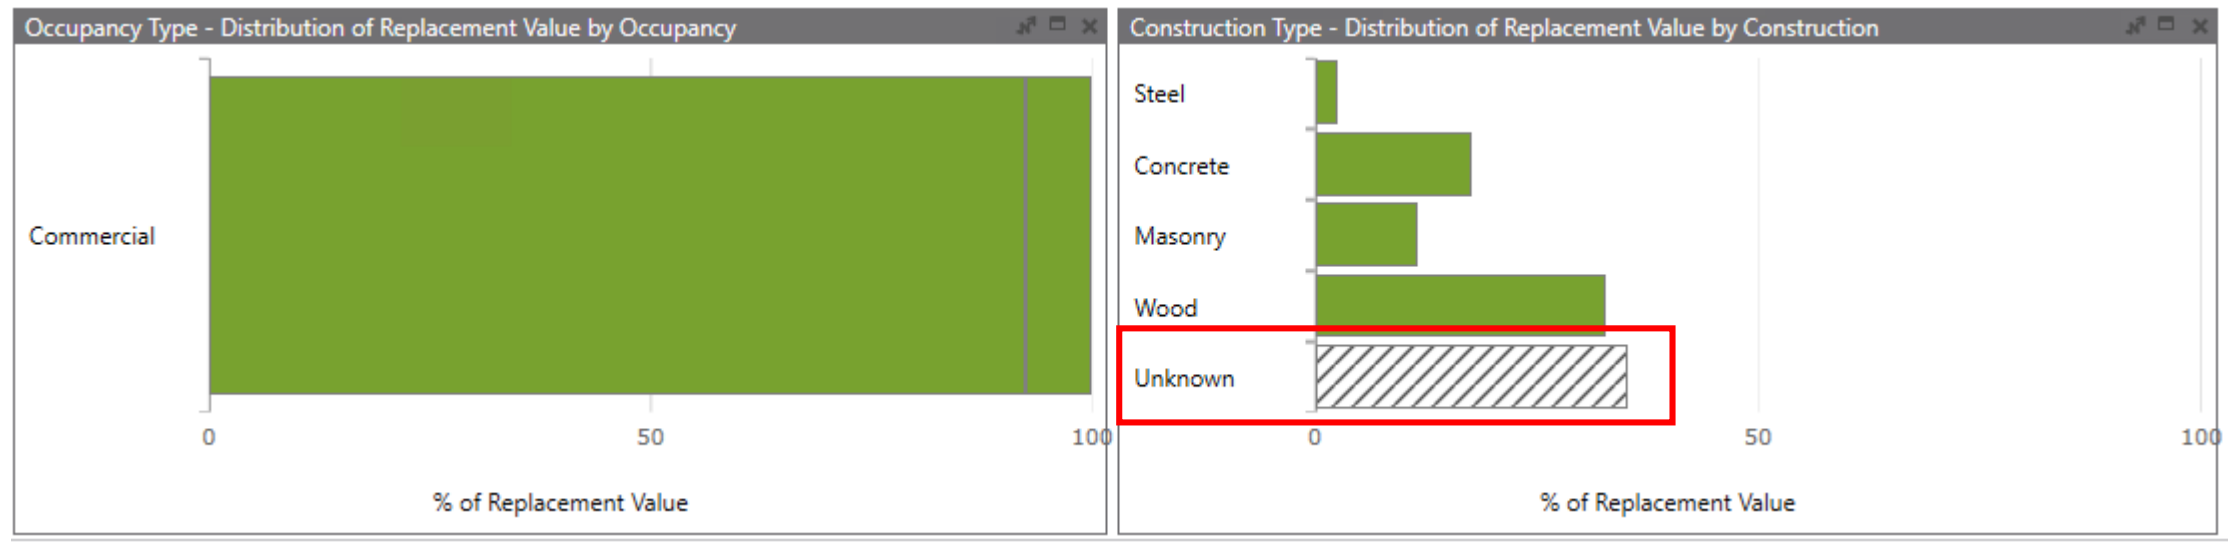 Occupancy Type - Distribution of Replacement Value by Occupancy
Commercial
0
50
100
% of Replacement Value
Construction Type - Distribution of Replacement Value by Construction
Steel
Concrete
Masonry
Wood
Unknown
0
50
100
% of Replacement Value